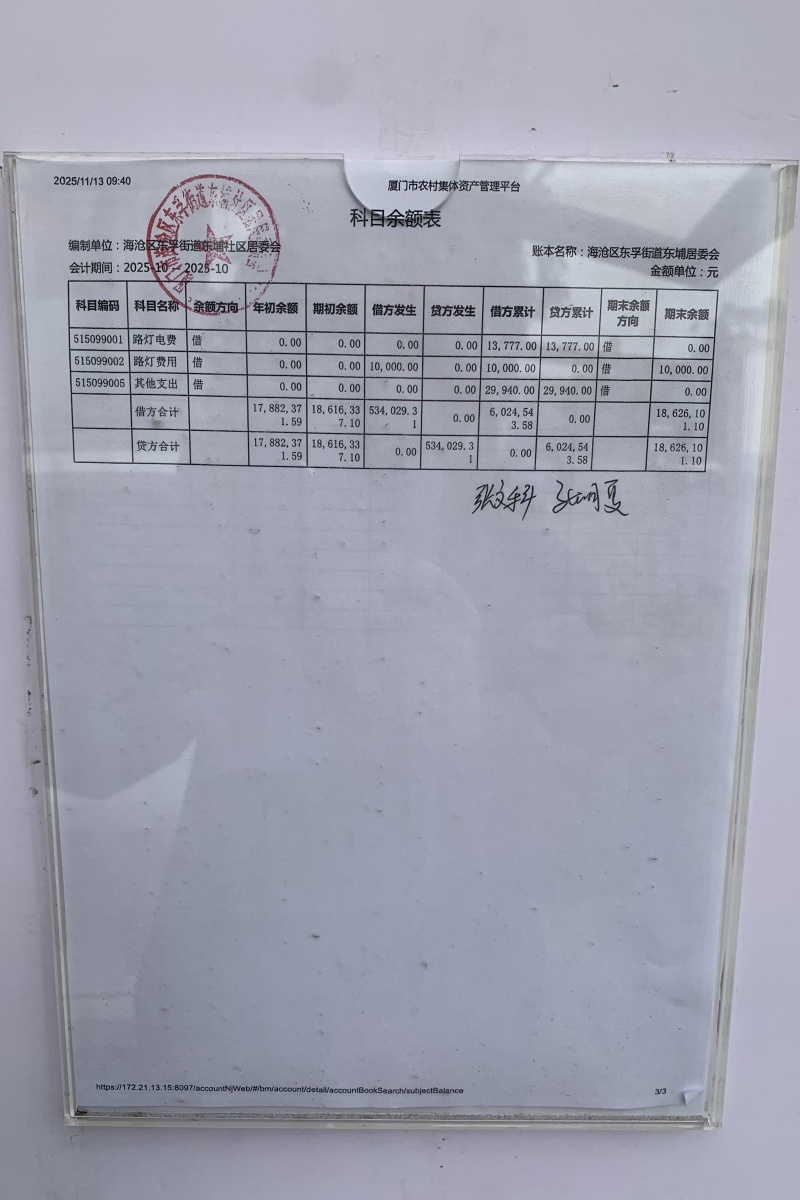 2025/11/13 09:40
厦门市农村集体资产管理平台
科目余额表
编制单位：海沧区东孚街道东埔社区居委会
账本名称：海沧区东孚街道东埔居委会
会计期间：2025-10 -- 2025-10
金额单位：元
科目编码 科目名称 余额方向 年初余额 期初余额 借方发生 贷方发生 借方累计 贷方累计 期末余额方向 期末余额
515099001 路灯电费 借 0.00 0.00 0.00 0.00 13,777.00 13,777.00 借 0.00
515099002 路灯费用 借 0.00 0.00 10,000.00 0.00 10,000.00 0.00 借 10,000.00
515099005 其他支出 借 0.00 0.00 0.00 0.00 29,940.00 29,940.00 借 0.00
借方合计 17,882,371.59 18,616,337.10 534,029.31 0.00 6,024,543.58 0.00 18,626,101.10
贷方合计 17,882,371.59 18,616,337.10 0.00 534,029.31 0.00 6,024,543.58 18,626,101.10
https://172.21.13.15:8097/accountNjWeb/#/bm/account/detail/accountBookSearch/subjectBalance
3/3